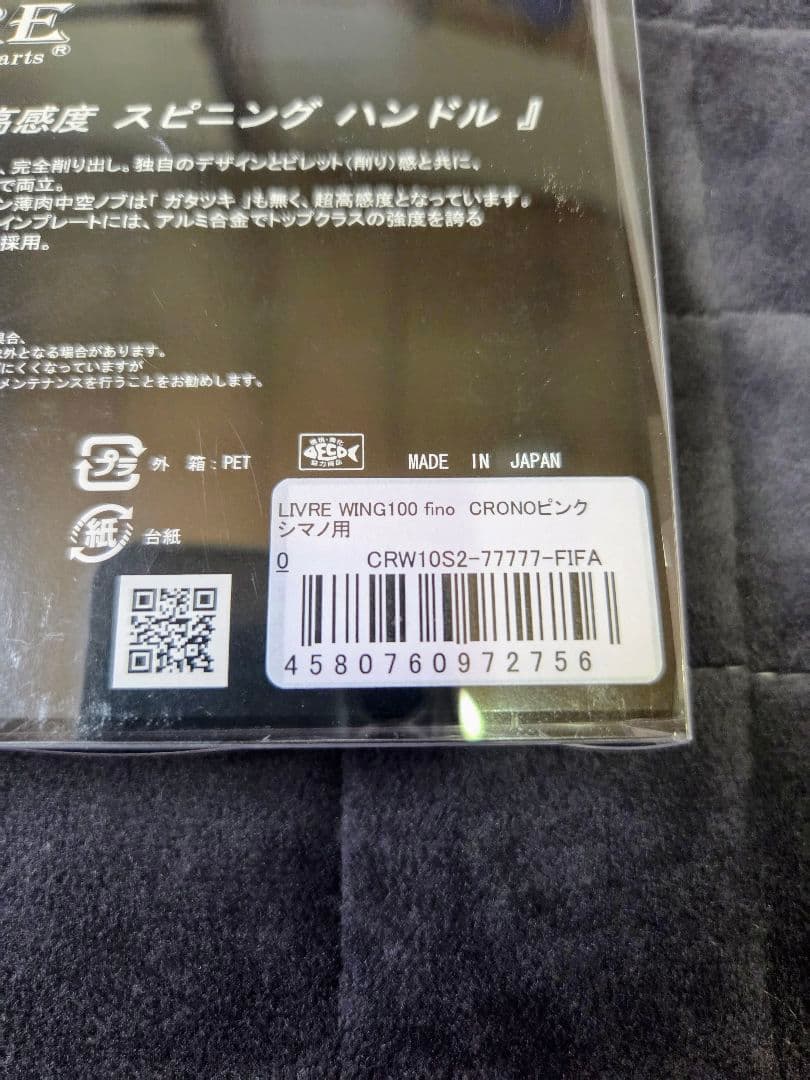 RE
arts®
高感度 スピニング ハンドル 』
、完全削り出し。独自のデザインとビレット(削り)感と共に、
で両立。
ン薄肉中空ノブは「 ガタツキ 」も無く、超高感度となっています。
インプレートには、アルミ合金でトップクラスの強度を誇る
採用。
具合、
象外となる場合があります。
にくくなっていますが
メンテナンスを行うことをお勧めします。
プラ 外 箱：PET
ECO
MADE IN JAPAN
紙 台紙
LIVRE WING100 fino CRONOピンク
シマノ用
0 CRW10S2-77777-FIFA
4580760972756